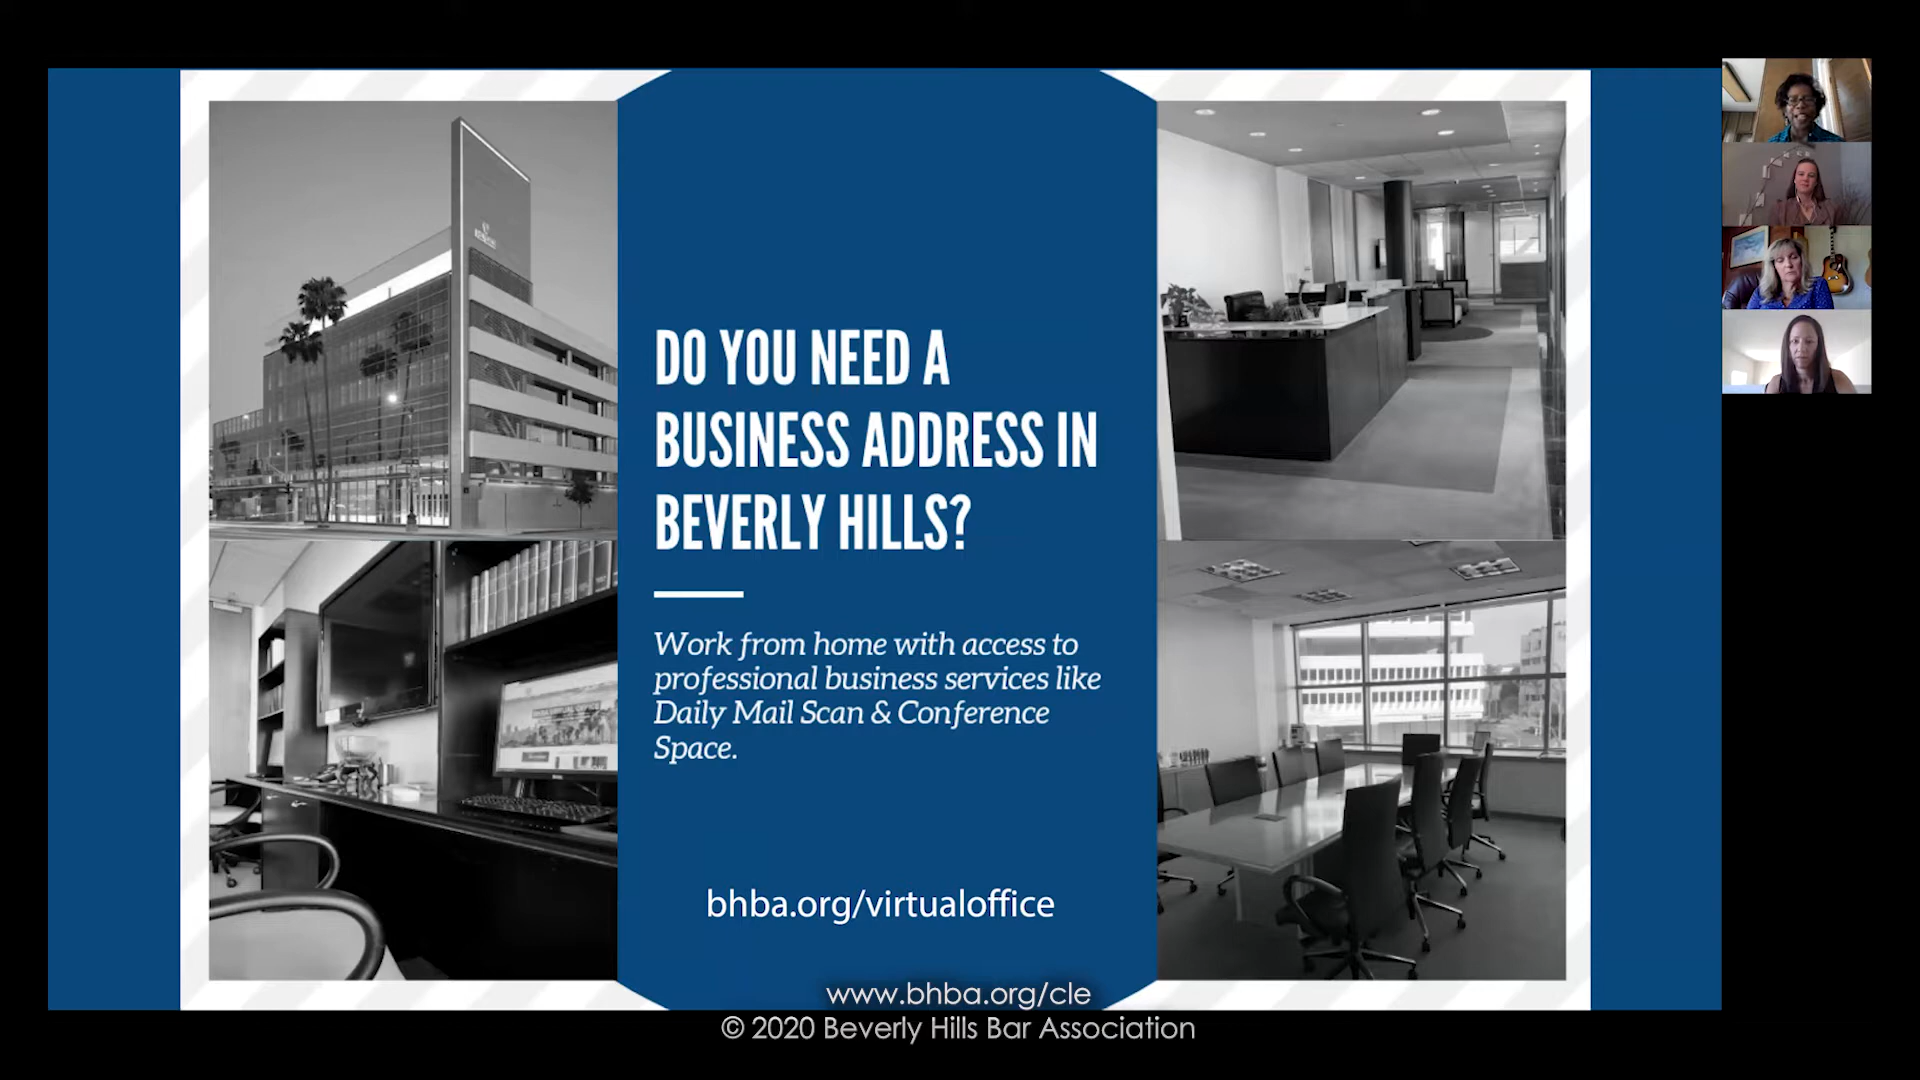 DO YOU NEED A
BUSINESS ADDRESS IN
BEVERLY HILLS?
Work from home with access to
professional business services like
Daily Mail Scan & Conference
Space.
bhba.org/virtualoffice
www.bhba.org/cle
© 2020 Beverly Hills Bar Association